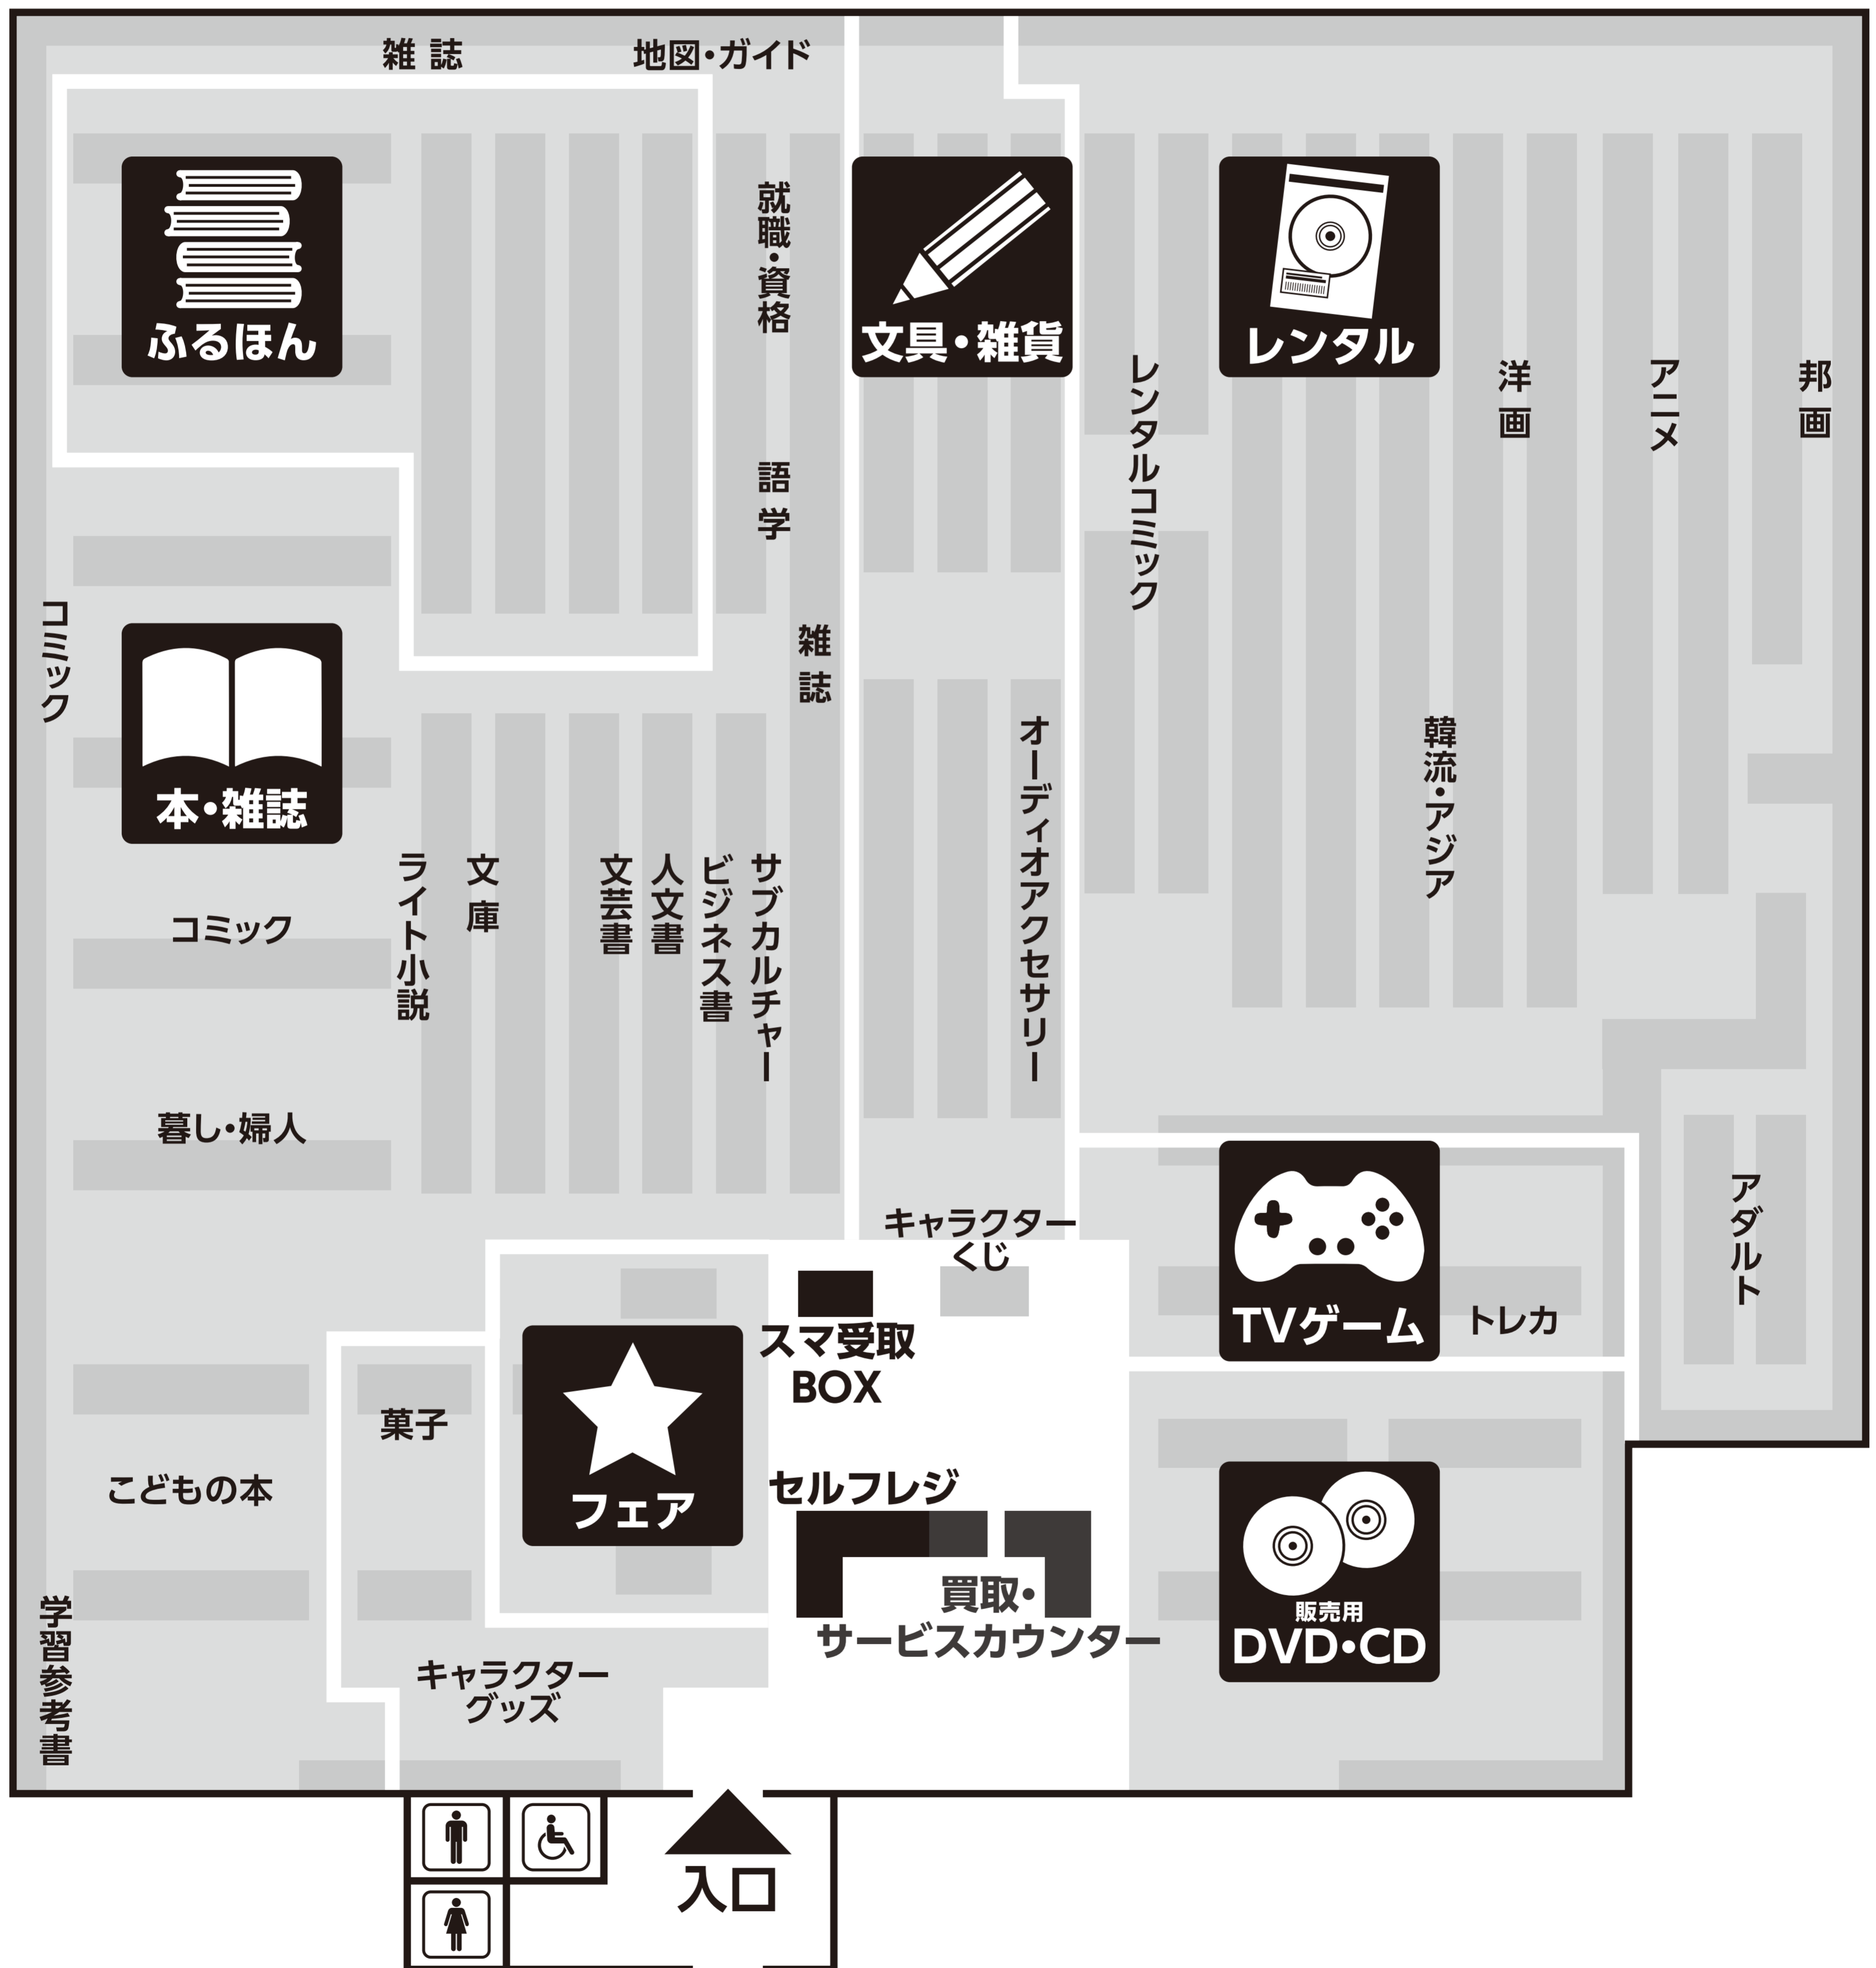 雑誌
地図・ガイド
ふるほん
就職・資格
語学
雑誌
文具・雑貨
レンタル
レンタルコミック
洋画
アニメ
邦画
コミック
本・雑誌
コミック
ライト小説
文庫
文芸書
人文書
ビジネス書
サブカルチャー
オーディオアクセサリー
韓流・アジア
暮し・婦人
キャラクター
くじ
TVゲーム
トレカ
アダルト
スマ受取
BOX
菓子
フェア
こどもの本
セルフレジ
買取・
サービスカウンター
販売用
DVD・CD
学習参考書
キャラクター
グッズ
入口